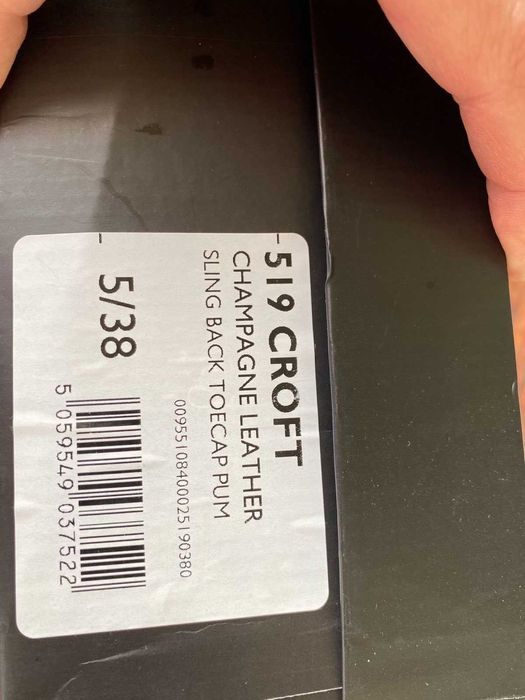 519 CROFT
CHAMPAGNE LEATHER
SLING BACK TOECAP PUM
00955108400025190380
5/38
5 059549 037522